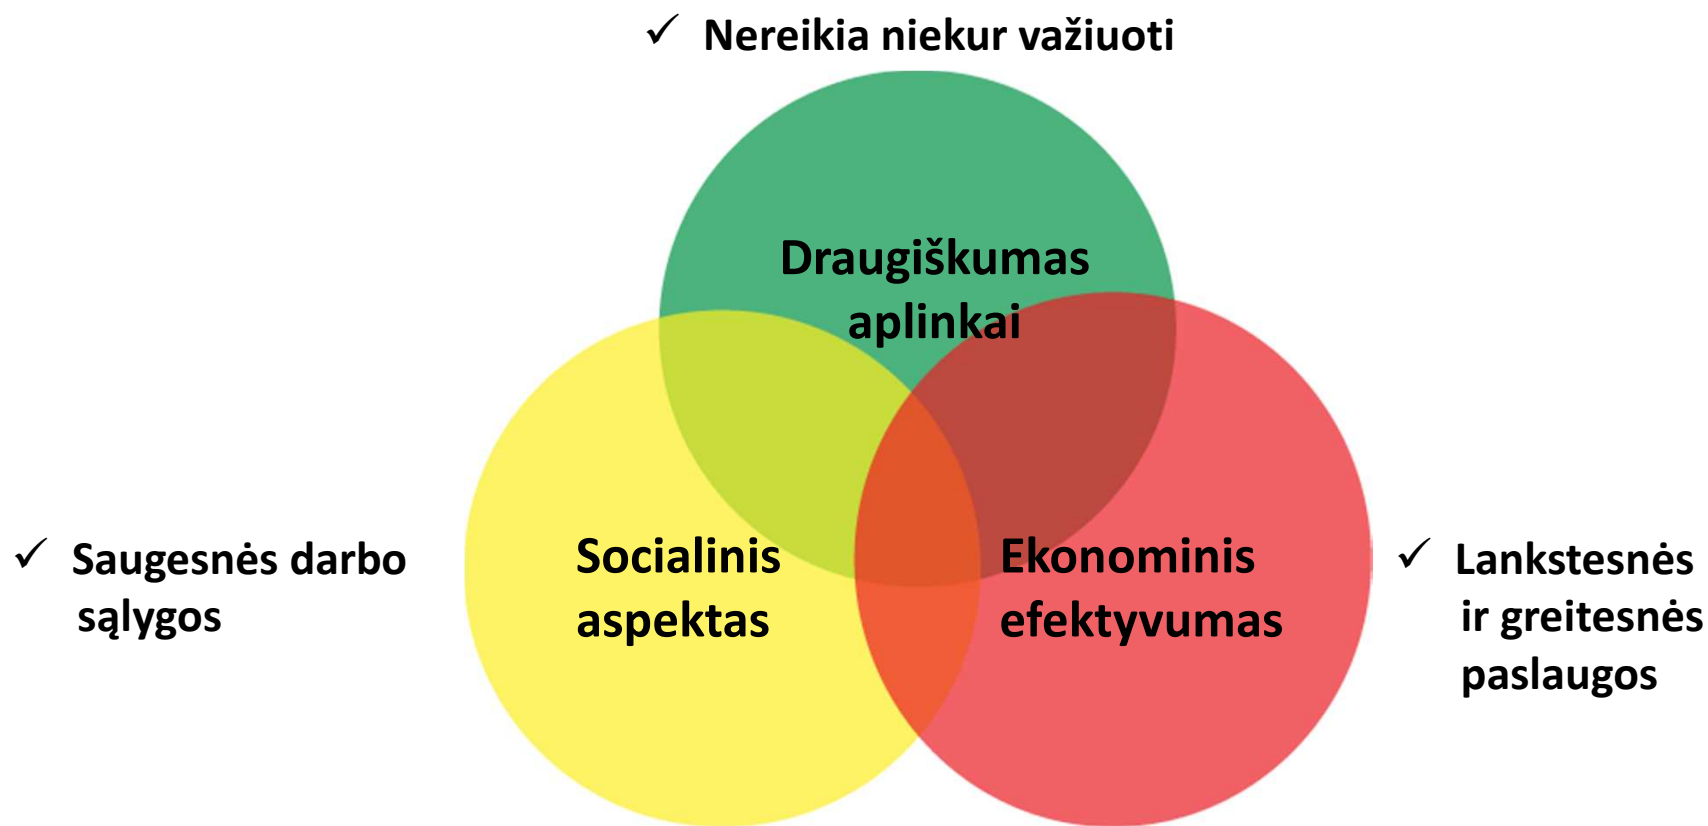 ✓ Nereikia niekur važiuoti
Draugiškumas
aplinkai
✓ Saugesnės darbo
sąlygos
Socialinis
aspektas
Ekonominis
efektyvumas
✓ Lankstesnės
ir greitesnės
paslaugos